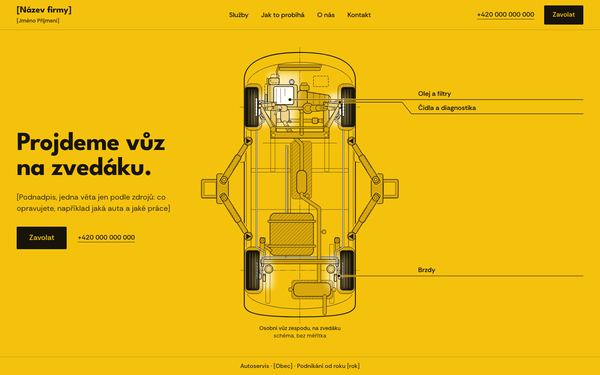 [Název firmy]
[Jméno Příjmení]
Služby
Jak to probíhá
O nás
Kontakt
+420 000 000 000
Zavolat
Projdeme vůz
na zvedáku.
[Podnadpis, jedna věta jen podle zdrojů: co
opravujete, například jaká auta a jaké práce]
Zavolat
+420 000 000 000
Olej a filtry
Čidla a diagnostika
Brzdy
Osobní vůz zespodu, na zvedáku
schéma, bez měřítka
Autoservis · [Obec] · Podnikání od roku [rok]